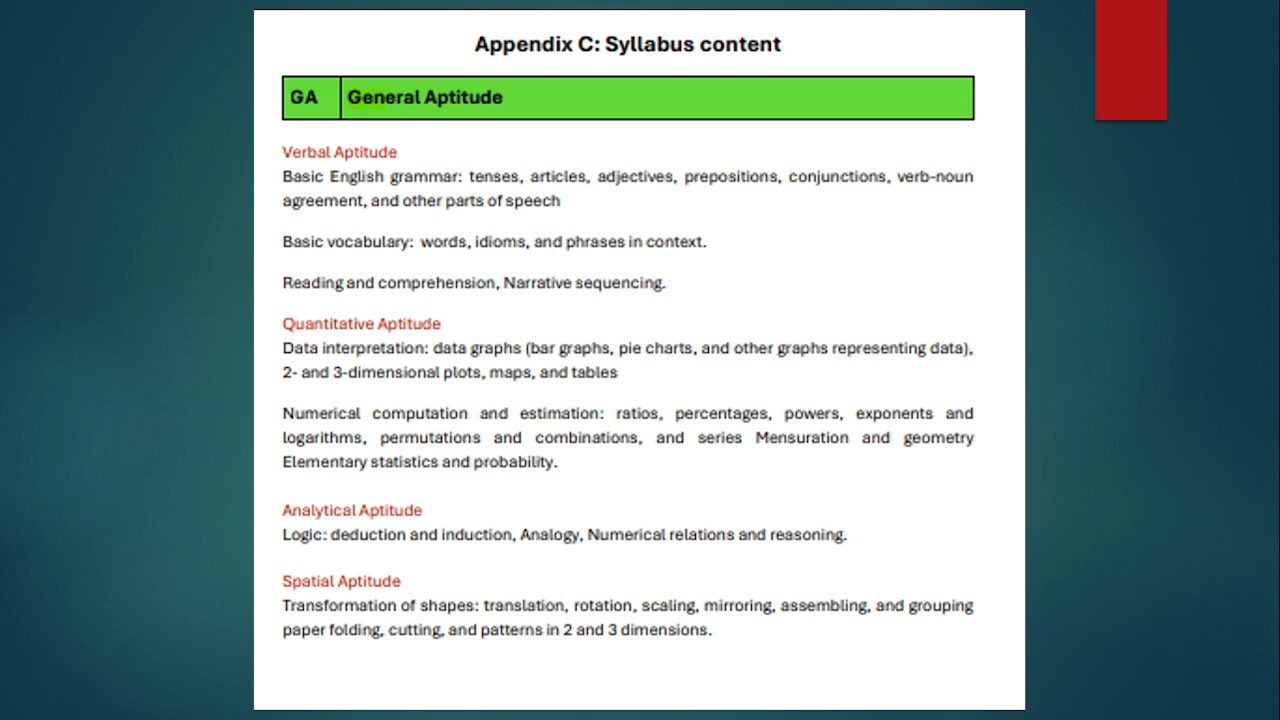 Appendix C: Syllabus content
GA General Aptitude
Verbal Aptitude
Basic English grammar: tenses, articles, adjectives, prepositions, conjunctions, verb-noun
agreement, and other parts of speech
Basic vocabulary: words, idioms, and phrases in context.
Reading and comprehension, Narrative sequencing.
Quantitative Aptitude
Data interpretation: data graphs (bar graphs, pie charts, and other graphs representing data),
2- and 3-dimensional plots, maps, and tables
Numerical computation and estimation: ratios, percentages, powers, exponents and
logarithms, permutations and combinations, and series Mensuration and geometry
Elementary statistics and probability.
Analytical Aptitude
Logic: deduction and induction, Analogy, Numerical relations and reasoning.
Spatial Aptitude
Transformation of shapes: translation, rotation, scaling, mirroring, assembling, and grouping
paper folding, cutting, and patterns in 2 and 3 dimensions.